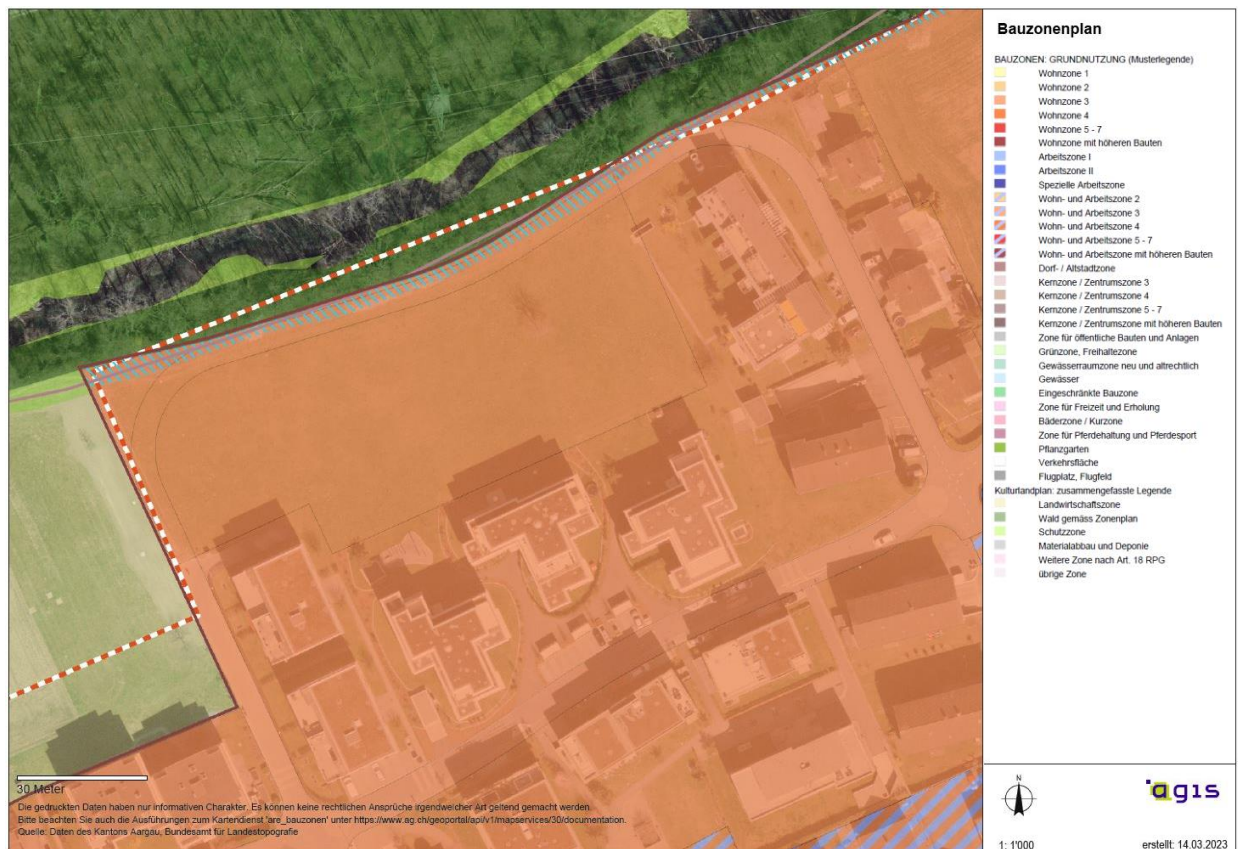 Bauzonenplan
BAUZONEN: GRUNDNUTZUNG (Musterlegende)
Wohnzone 1
Wohnzone 2
Wohnzone 3
Wohnzone 4
Wohnzone 5 - 7
Wohnzone mit höheren Bauten
Arbeitszone I
Arbeitszone II
Spezielle Arbeitszone
Wohn- und Arbeitszone 2
Wohn- und Arbeitszone 3
Wohn- und Arbeitszone 4
Wohn- und Arbeitszone 5 - 7
Wohn- und Arbeitszone mit höheren Bauten
Dorf- / Altstadtzone
Kernzone / Zentrumszone 3
Kernzone / Zentrumszone 4
Kernzone / Zentrumszone 5 - 7
Kernzone / Zentrumszone mit höheren Bauten
Zone für öffentliche Bauten und Anlagen
Grünzone, Freihaltezone
Gewässerraumzone neu und altrechtlich
Gewässer
Eingeschränkte Bauzone
Zone für Freizeit und Erholung
Bäderzone / Kurzone
Zone für Pferdehaltung und Pferdesport
Pflanzgarten
Verkehrsfläche
Flugplatz, Flugfeld
Kulturlandplan: zusammengefasste Legende
Landwirtschaftszone
Wald gemäss Zonenplan
Schutzzone
Materialabbau und Deponie
Weitere Zone nach Art. 18 RPG
übrige Zone
30 Meter
Die gedruckten Daten haben nur informativen Charakter. Es können keine rechtlichen Ansprüche irgendwelcher Art geltend gemacht werden.
Bitte beachten Sie auch die Ausführungen zum Kartendienst 'are_bauzonen' unter https://www.ag.ch/geoportal/api/v1/mapservices/30/documentation.
Quelle: Daten des Kantons Aargau, Bundesamt für Landestopografie
N
agis
1: 1'000
erstellt: 14.03.2023